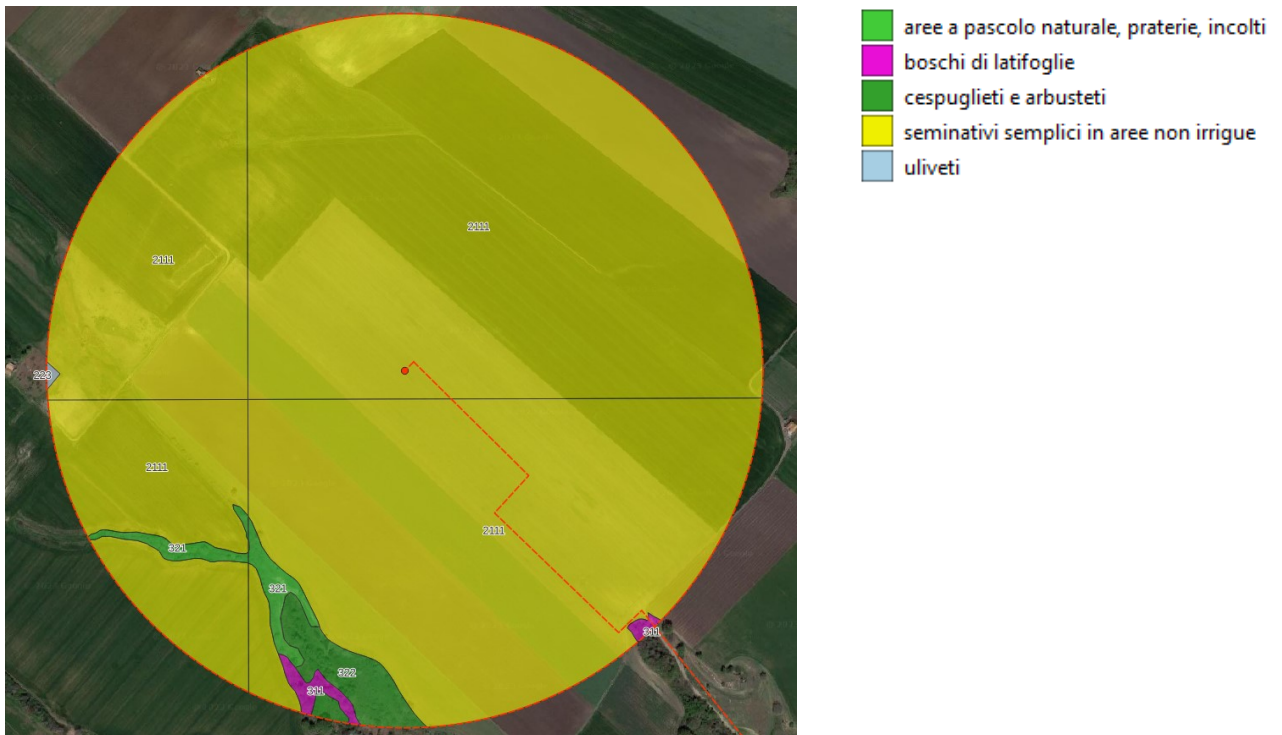 aree a pascolo naturale, praterie, incolti
boschi di latifoglie
cespuglieti e arbusteti
seminativi semplici in aree non irrigue
uliveti
2111
2111
223
2111
2111
321
321
311
322
311